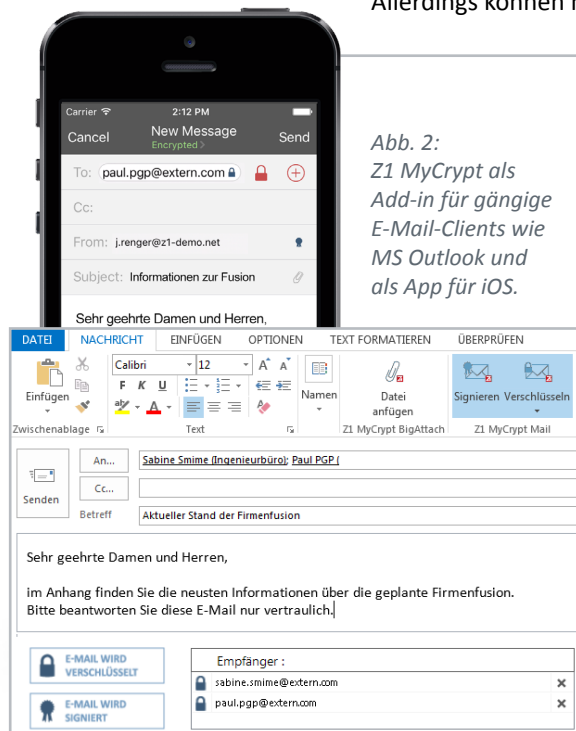 Allerdings können
Carrier 2:12 PM
Cancel New Message Send
Encrypted >
To: paul.pgp@extern.com
Cc:
From: j.renger@z1-demo.net
Subject: Informationen zur Fusion
Sehr geehrte Damen und Herren,
Abb. 2:
Z1 MyCrypt als
Add-in für gängige
E-Mail-Clients wie
MS Outlook und
als App für iOS.
DATEI NACHRICHT EINFÜGEN OPTIONEN TEXT FORMATIEREN ÜBERPRÜFEN
Calibri 12 A A
F K U
Einfügen
ab A
Namen
Datei
anfügen
Signieren Verschlüsseln
Zwischenablage Text Z1 MyCrypt BigAttach Z1 MyCrypt Mail
Senden
An... Sabine Smime (Ingenieurbüro); Paul PGP (
Cc...
Betreff Aktueller Stand der Firmenfusion
Sehr geehrte Damen und Herren,
im Anhang finden Sie die neusten Informationen über die geplante Firmenfusion.
Bitte beantworten Sie diese E-Mail nur vertraulich.
E-MAIL WIRD
VERSCHLÜSSELT
E-MAIL WIRD
SIGNIERT
Empfänger :
sabine.smime@extern.com
paul.pgp@extern.com